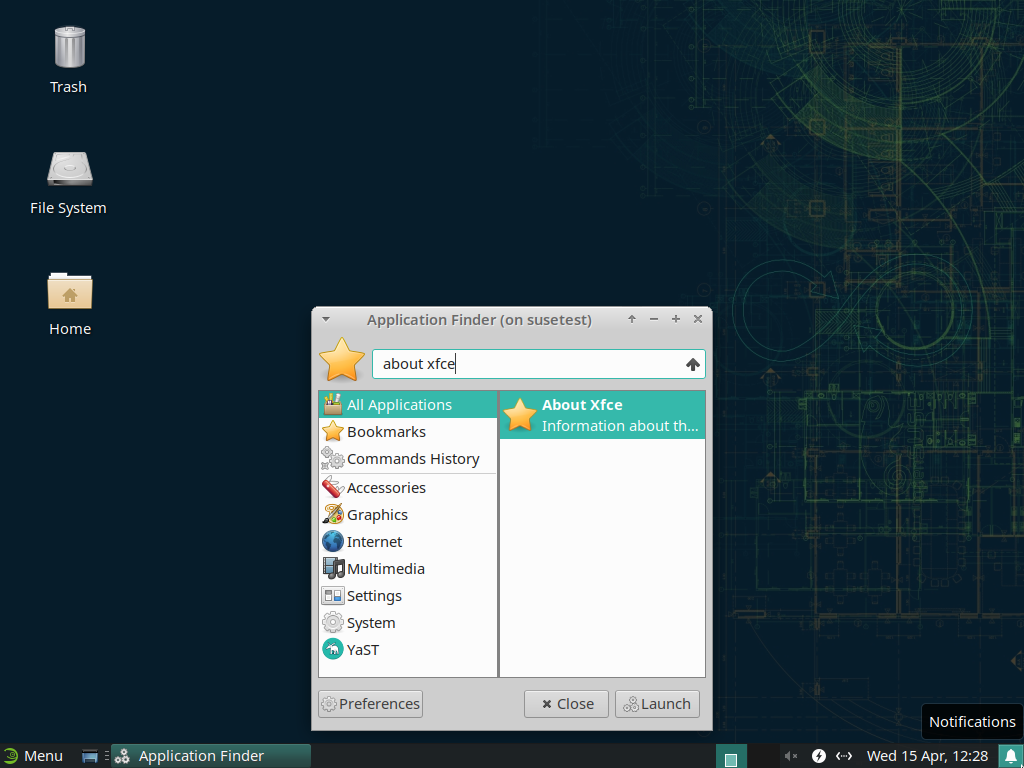 Trash
File System
Home
Application Finder (on susetest)
about xfce
All Applications
Bookmarks
Commands History
Accessories
Graphics
Internet
Multimedia
Settings
System
YaST
About Xfce
Information about th...
Preferences
Close
Launch
Notifications
Menu
Application Finder
Wed 15 Apr, 12:28